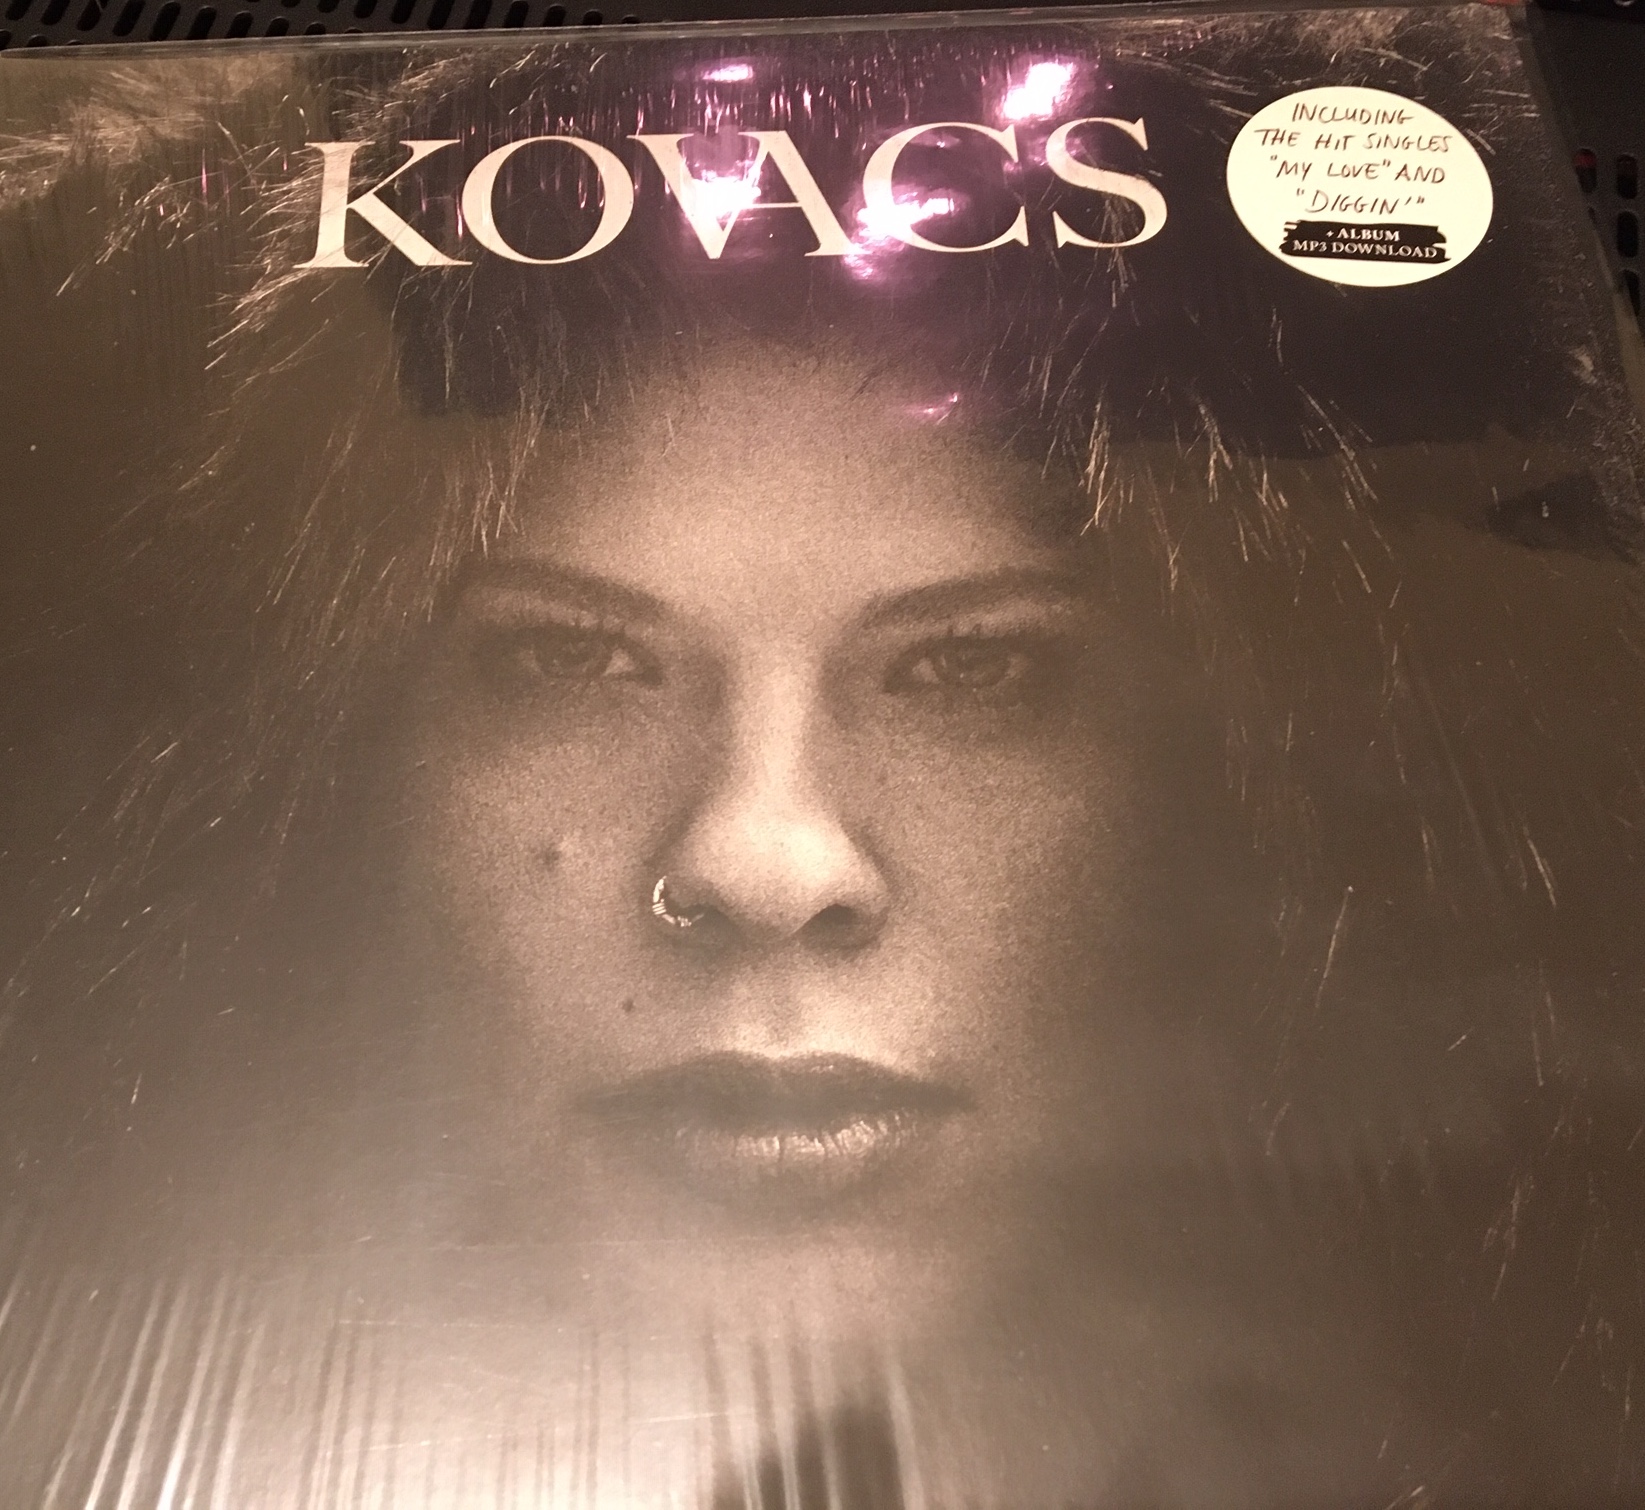 KOVACS
INCLUDING
THE HIT SINGLES
"MY LOVE" AND
"DIGGIN'"
+ ALBUM
MP3 DOWNLOAD